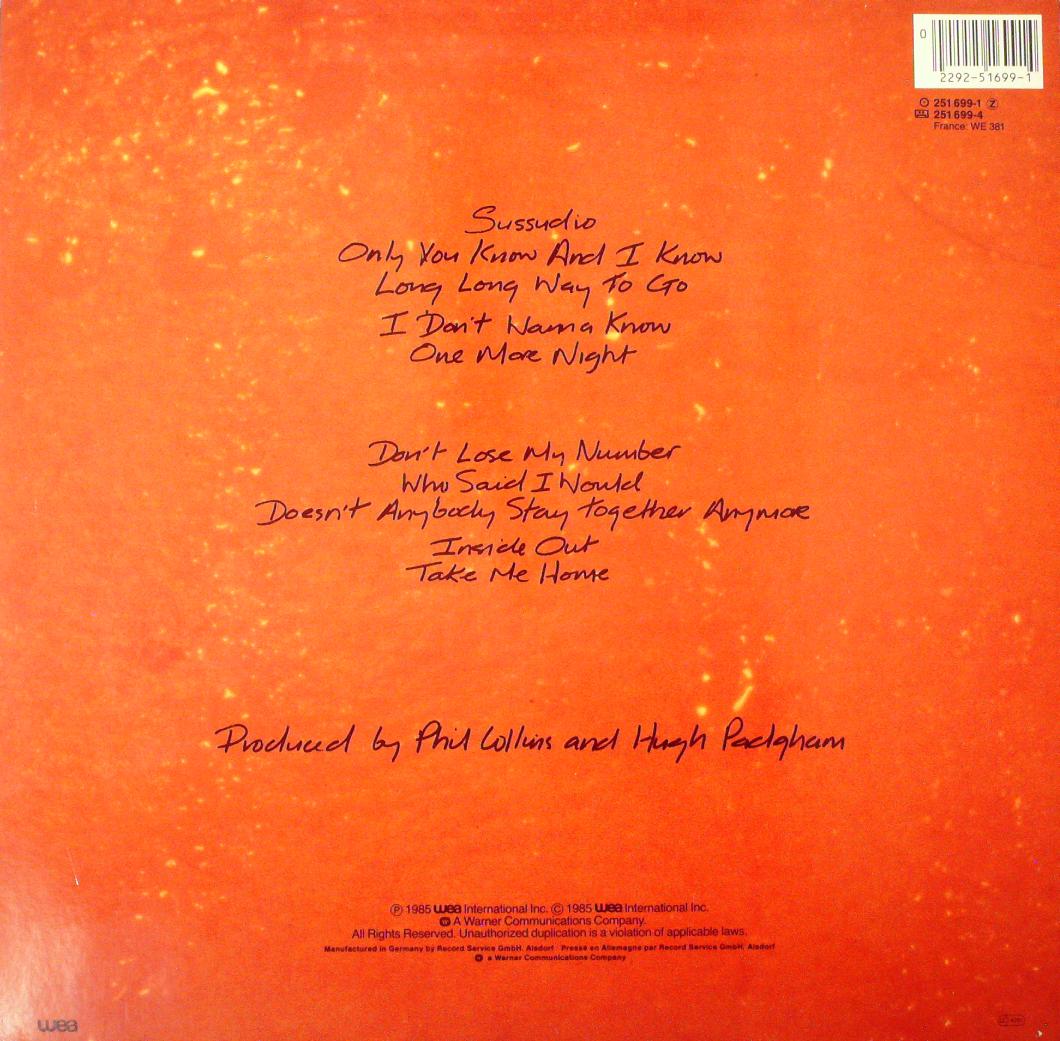 0
2292-51699-1
251 699-1 Z
251 699-4
France: WE 381
Sussudio
Only You Know And I Know
Long Long Way To Go
I Don't Wanna Know
One More Night
Don't Lose My Number
Who Said I Would
Doesn't Anybody Stay Together Anymore
Inside Out
Take Me Home
Produced by Phil Collins and Hugh Padgham
℗ 1985 wea International Inc. © 1985 wea International Inc.
A Warner Communications Company.
All Rights Reserved. Unauthorized duplication is a violation of applicable laws.
Manufactured in Germany by Record Service GmbH, Alsdorf · Pressé en Allemagne par Record Service GmbH, Alsdorf
a Warner Communications Company
wea